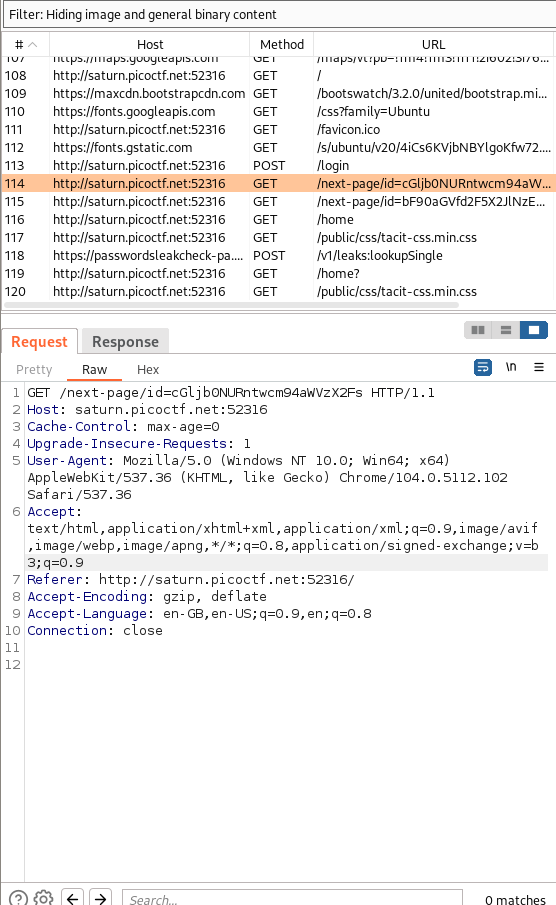 Filter: Hiding image and general binary content
# Host Method URL
107 https://maps.googleapis.com GET
108 http://saturn.picoctf.net:52316 GET /
109 https://maxcdn.bootstrapcdn.com GET /bootswatch/3.2.0/united/bootstrap.mi...
110 https://fonts.googleapis.com GET /css?family=Ubuntu
111 http://saturn.picoctf.net:52316 GET /favicon.ico
112 https://fonts.gstatic.com GET /s/ubuntu/v20/4iCs6KVjbNBYlgoKfw72....
113 http://saturn.picoctf.net:52316 POST /login
114 http://saturn.picoctf.net:52316 GET /next-page/id=cGljb0NURntwcm94aW...
115 http://saturn.picoctf.net:52316 GET /next-page/id=bF90aGVfd2F5X2JlNzE...
116 http://saturn.picoctf.net:52316 GET /home
117 http://saturn.picoctf.net:52316 GET /public/css/tacit-css.min.css
118 https://passwordsleakcheck-pa.... POST /v1/leaks:lookupSingle
119 http://saturn.picoctf.net:52316 GET /home?
120 http://saturn.picoctf.net:52316 GET /public/css/tacit-css.min.css
Request Response
Pretty Raw Hex \n
1 GET /next-page/id=cGljb0NURntwcm94aWVzX2Fs HTTP/1.1
2 Host: saturn.picoctf.net:52316
3 Cache-Control: max-age=0
4 Upgrade-Insecure-Requests: 1
5 User-Agent: Mozilla/5.0 (Windows NT 10.0; Win64; x64)
AppleWebKit/537.36 (KHTML, like Gecko) Chrome/104.0.5112.102
Safari/537.36
6 Accept:
text/html,application/xhtml+xml,application/xml;q=0.9,image/avif
,image/webp,image/apng,*/*;q=0.8,application/signed-exchange;v=b
3;q=0.9
7 Referer: http://saturn.picoctf.net:52316/
8 Accept-Encoding: gzip, deflate
9 Accept-Language: en-GB,en-US;q=0.9,en;q=0.8
10 Connection: close
11
12
Search... 0 matches